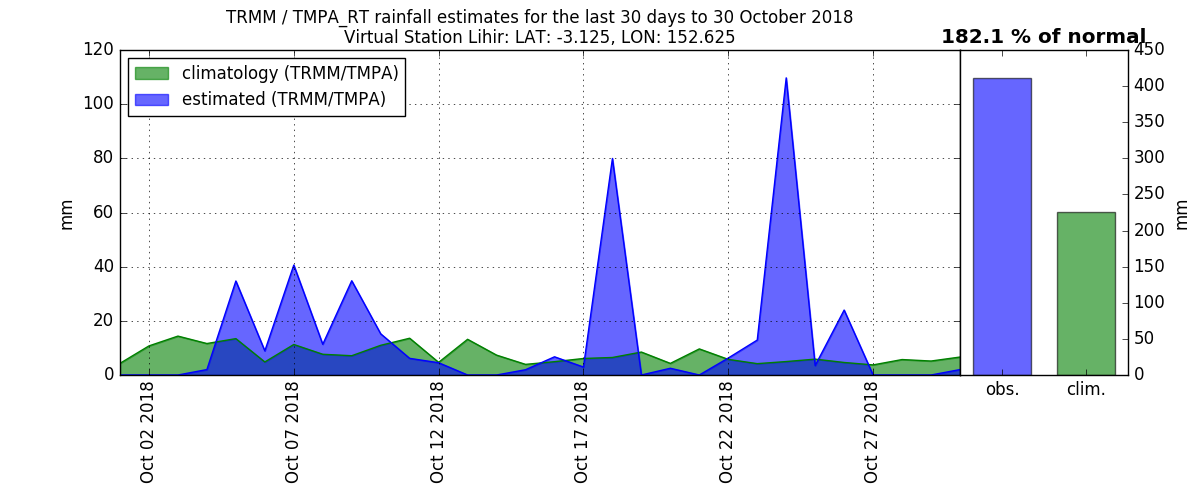 TRMM / TMPA_RT rainfall estimates for the last 30 days to 30 October 2018
Virtual Station Lihir: LAT: -3.125, LON: 152.625
182.1 % of normal
climatology (TRMM/TMPA)
estimated (TRMM/TMPA)
mm
120
100
80
60
40
20
0
Oct 02 2018
Oct 07 2018
Oct 12 2018
Oct 17 2018
Oct 22 2018
Oct 27 2018
450
400
350
300
250
200
150
100
50
0
mm
obs.
clim.